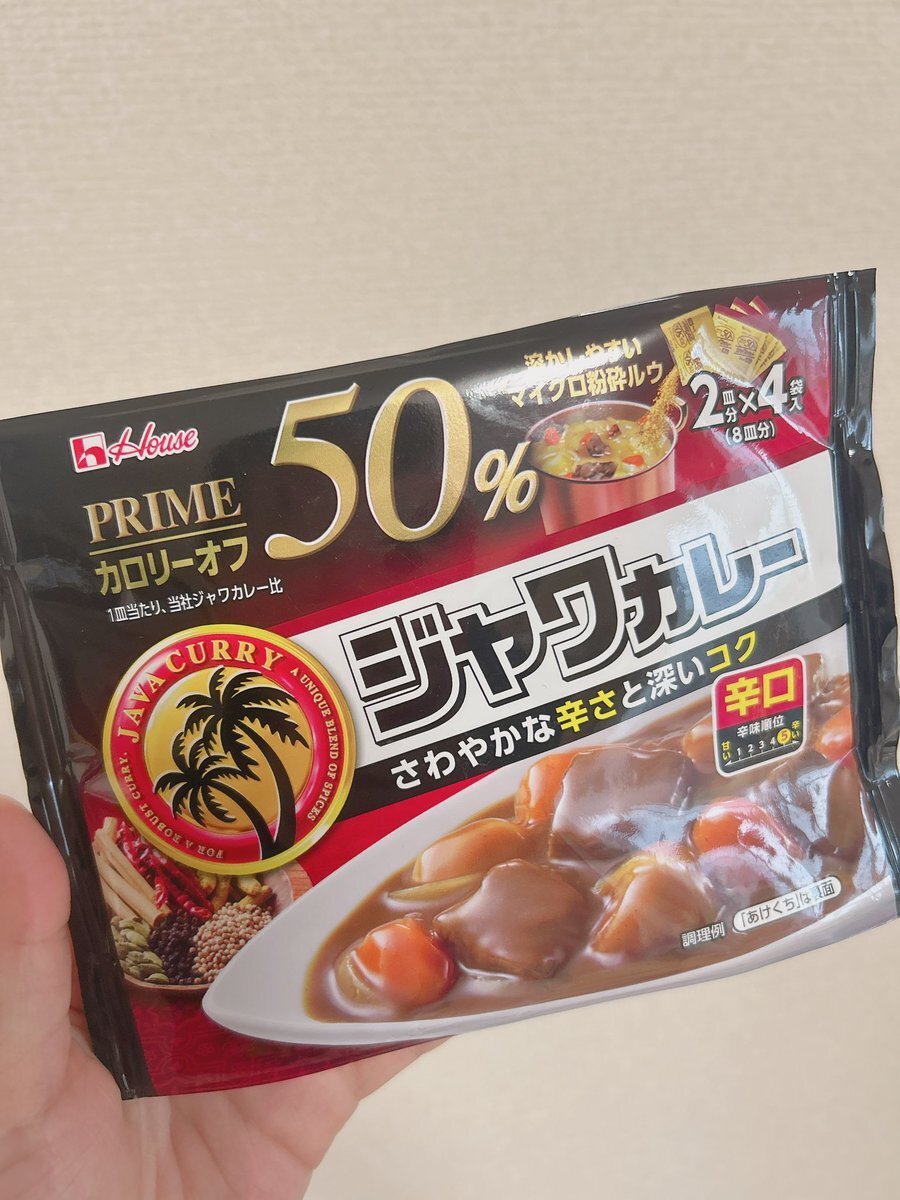 House
PRIME
カロリーオフ
50%
1皿当たり、当社ジャワカレー比
溶かしやすい
マイクロ粉砕ルウ
2皿分×4袋入
(8皿分)
ジャワカレー
さわやかな辛さと深いコク
辛口
辛味順位
甘い 1 2 3 4 5 辛い
JAVA CURRY
A UNIQUE BLEND OF SPICES
FOR A ROBUST CURRY
調理例
「あけくち」は裏面